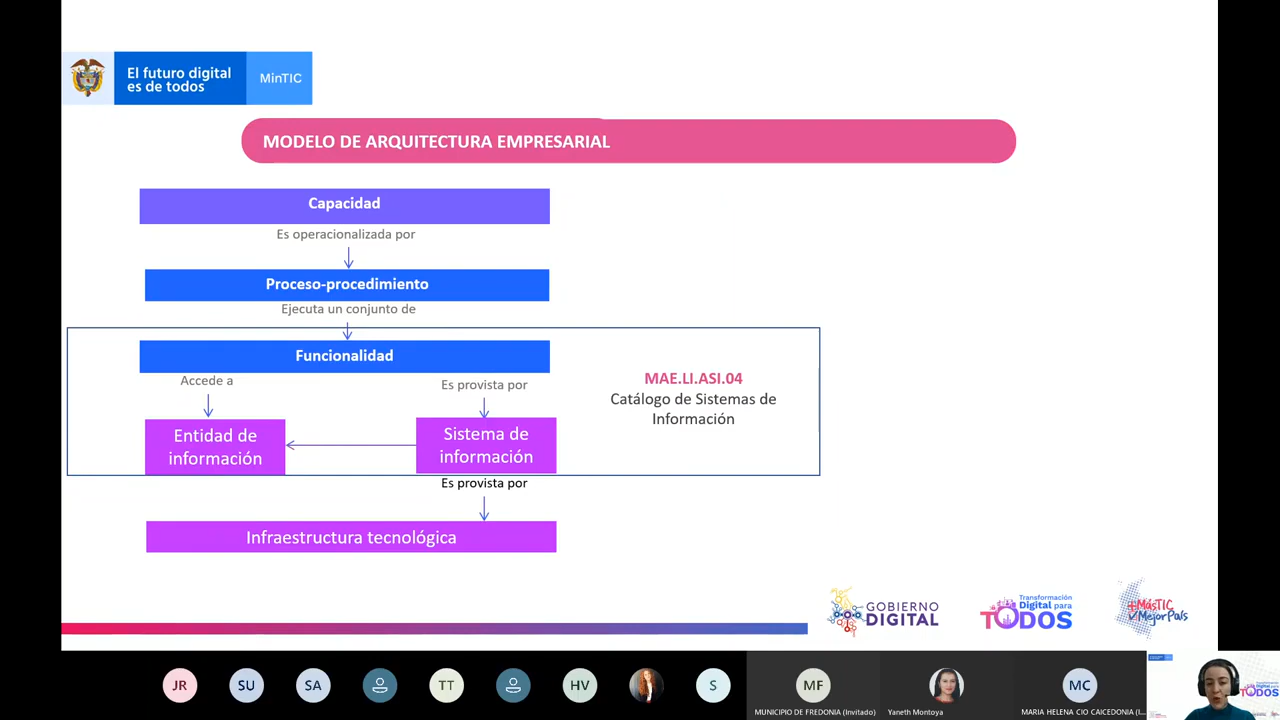 El futuro digital
es de todos
MinTIC
MODELO DE ARQUITECTURA EMPRESARIAL
Capacidad
Es operacionalizada por
Proceso-procedimiento
Ejecuta un conjunto de
Funcionalidad
Accede a
Es provista por
MAE.LI.ASI.04
Catálogo de Sistemas de
Información
Entidad de
información
Sistema de
información
Es provista por
Infraestructura tecnológica
GOBIERNO
DIGITAL
Transformación
Digital para
TODOS
+MásTIC
MejorPaís
JR
SU
SA
TT
HV
S
MF
MC
MUNICIPIO DE FREDONIA (Invitado)
Yaneth Montoya
MARIA HELENA CIO CAICEDONIA (I...